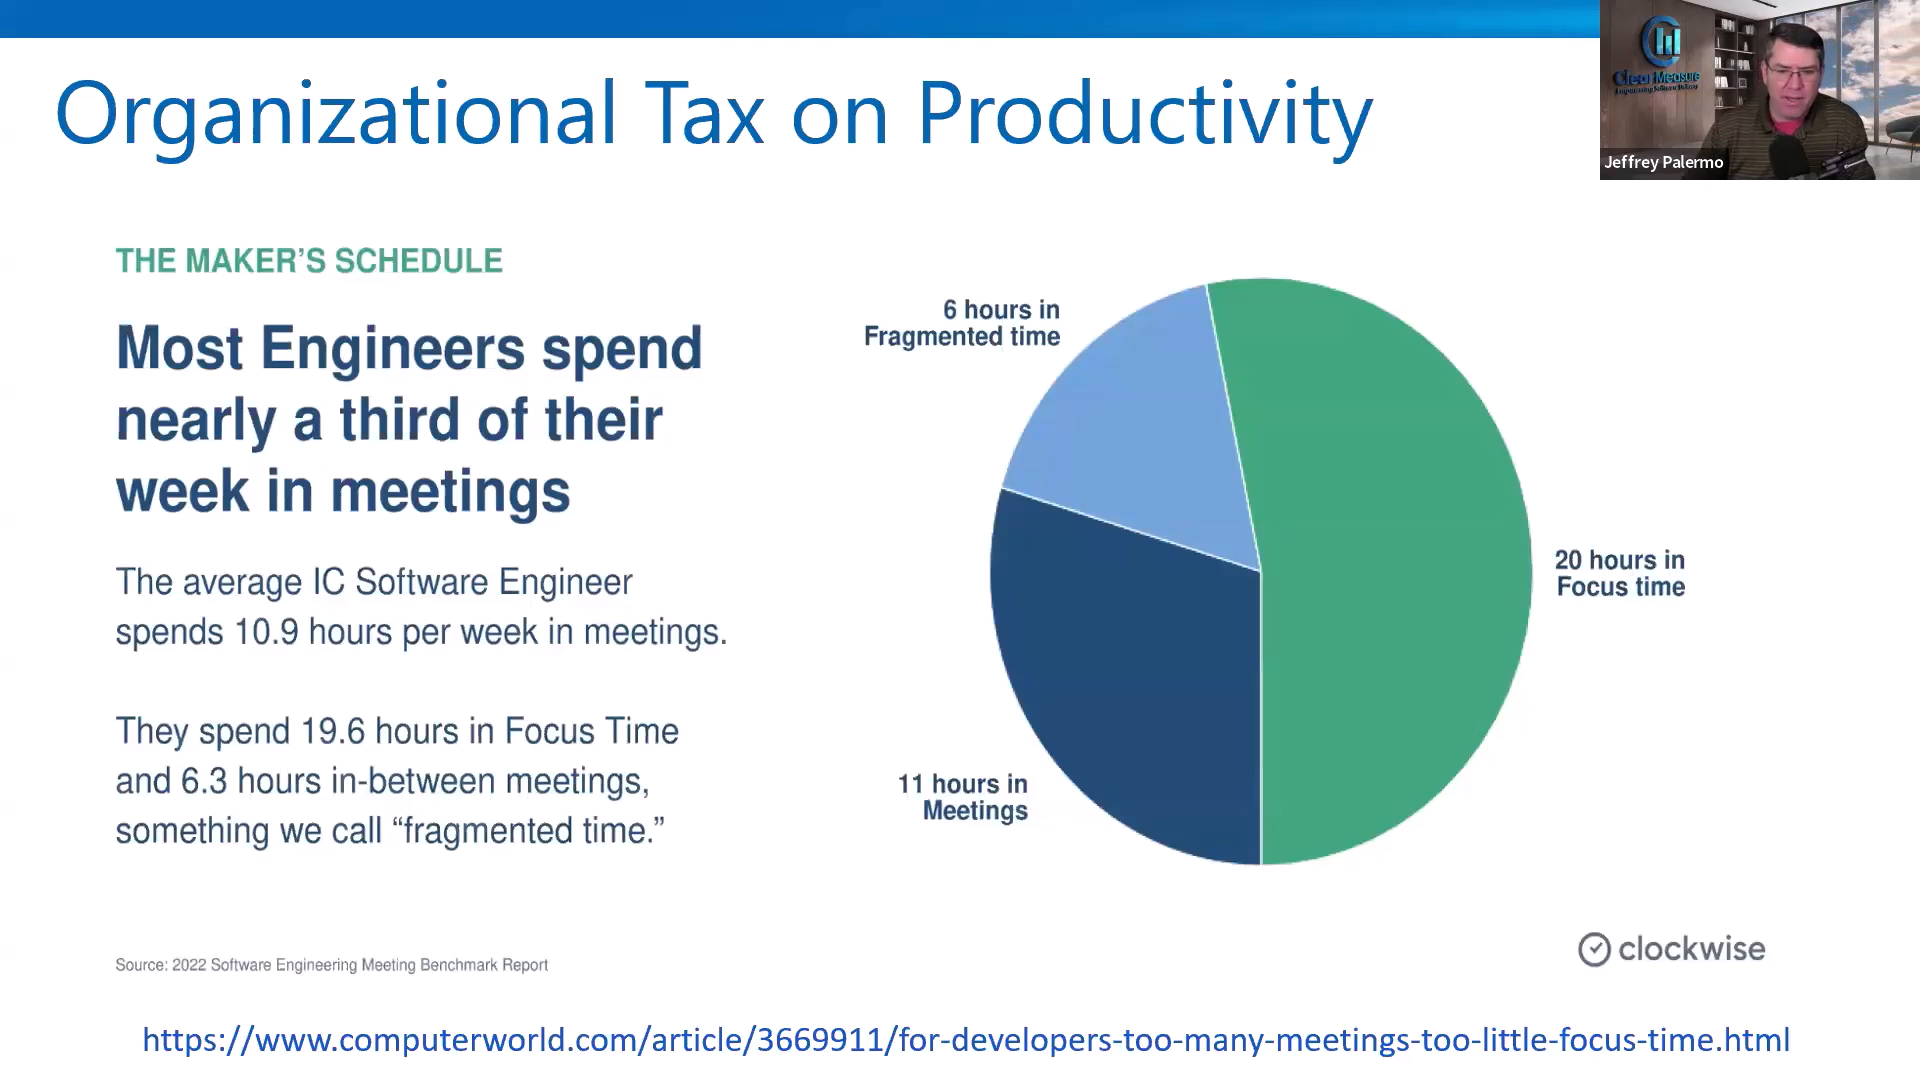 Organizational Tax on Productivity
Clear Measure
Jeffrey Palermo
THE MAKER’S SCHEDULE
Most Engineers spend
nearly a third of their
week in meetings
The average IC Software Engineer
spends 10.9 hours per week in meetings.
They spend 19.6 hours in Focus Time
and 6.3 hours in-between meetings,
something we call “fragmented time.”
6 hours in
Fragmented time
20 hours in
Focus time
11 hours in
Meetings
Source: 2022 Software Engineering Meeting Benchmark Report
clockwise
https://www.computerworld.com/article/3669911/for-developers-too-many-meetings-too-little-focus-time.html